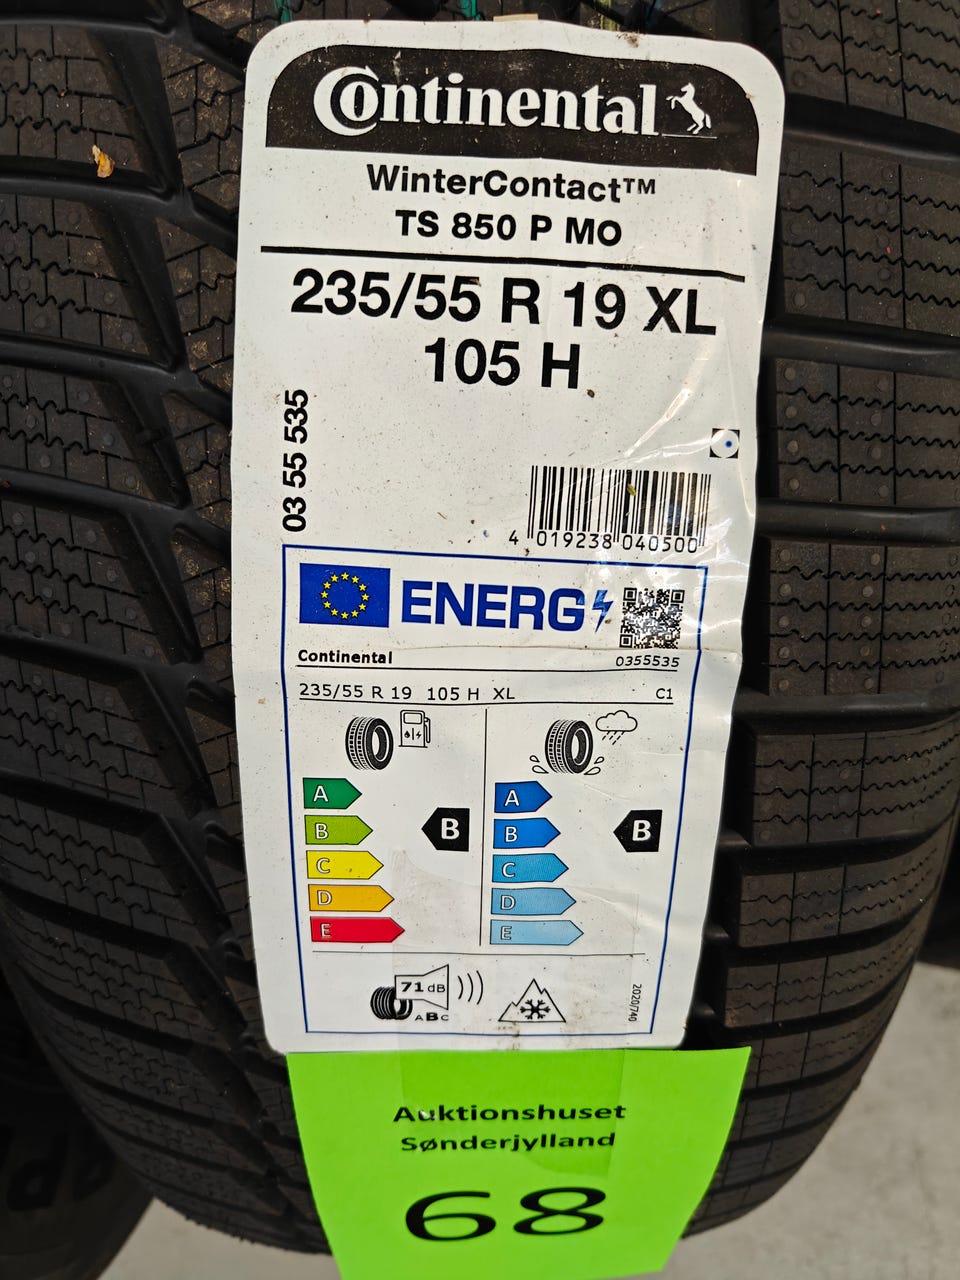 Continental
WinterContact™
TS 850 P MO
235/55 R 19 XL
105 H
03 55 535
4 019238 040500
ENERG
Continental
0355535
235/55 R 19 105 H XL
C1
A
B
C
D
E
B
A
B
C
D
E
B
71 dB
ABC
2020/740
Auktionshuset
Sønderjylland
68